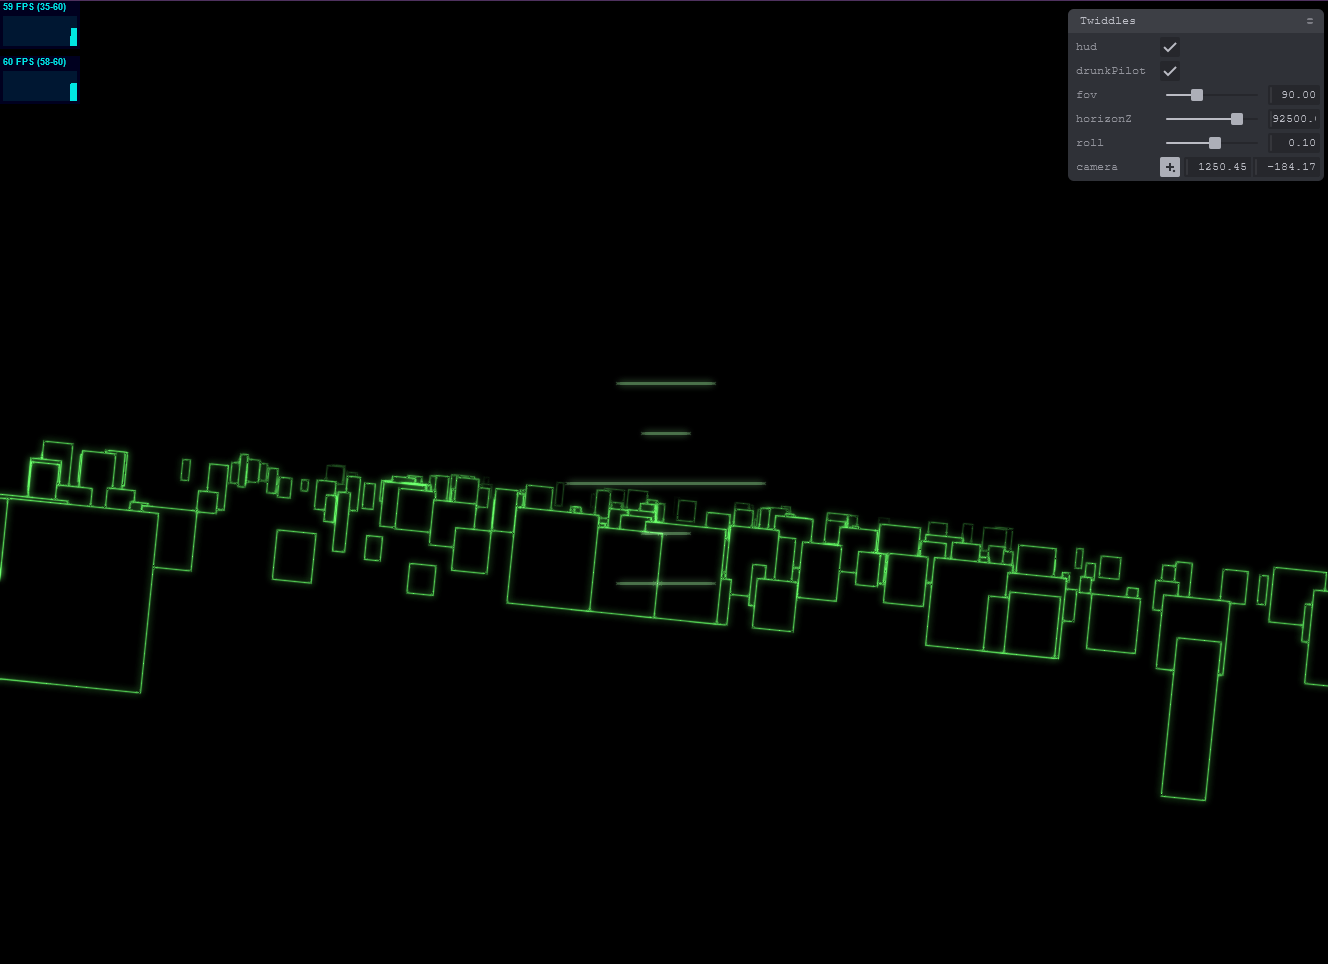 59 FPS (35-60)
60 FPS (58-60)
Twiddles
hud
drunkPilot
fov 90.00
horizonZ 92500.
roll 0.10
camera 1250.45 -184.17